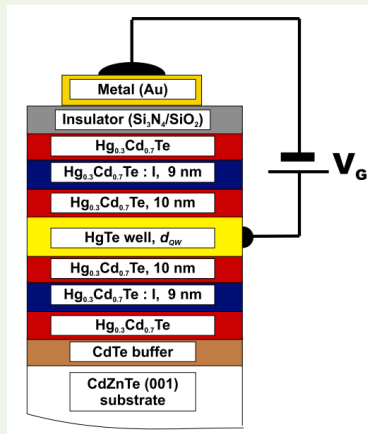 Metal (Au)
Insulator (Si₃N₄/SiO₂)
Hg₀.₃Cd₀.₇Te
Hg₀.₃Cd₀.₇Te : I, 9 nm
Hg₀.₃Cd₀.₇Te, 10 nm
V_G
HgTe well, d_QW
Hg₀.₃Cd₀.₇Te, 10 nm
Hg₀.₃Cd₀.₇Te : I, 9 nm
Hg₀.₃Cd₀.₇Te
CdTe buffer
CdZnTe (001)
substrate